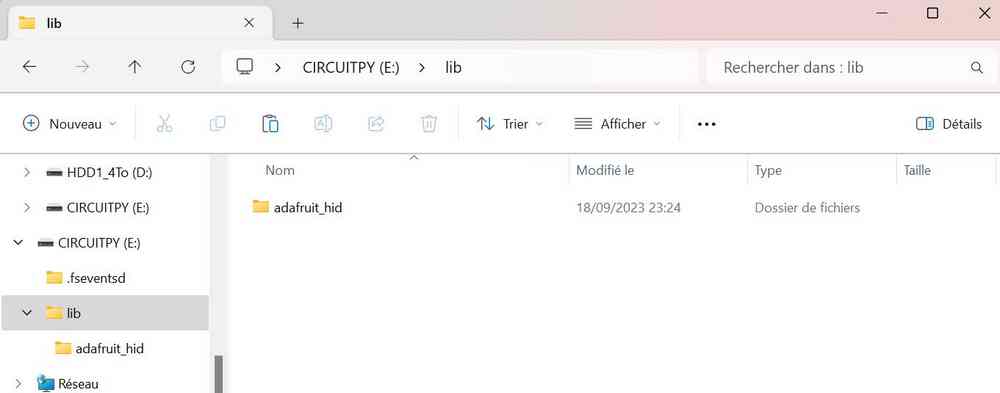 lib
CIRCUITPY (E:) lib
Rechercher dans : lib
Nouveau
Trier
Afficher
Détails
HDD1_4To (D:)
CIRCUITPY (E:)
CIRCUITPY (E:)
.fseventsd
lib
adafruit_hid
Réseau
Nom Modifié le Type Taille
adafruit_hid 18/09/2023 23:24 Dossier de fichiers